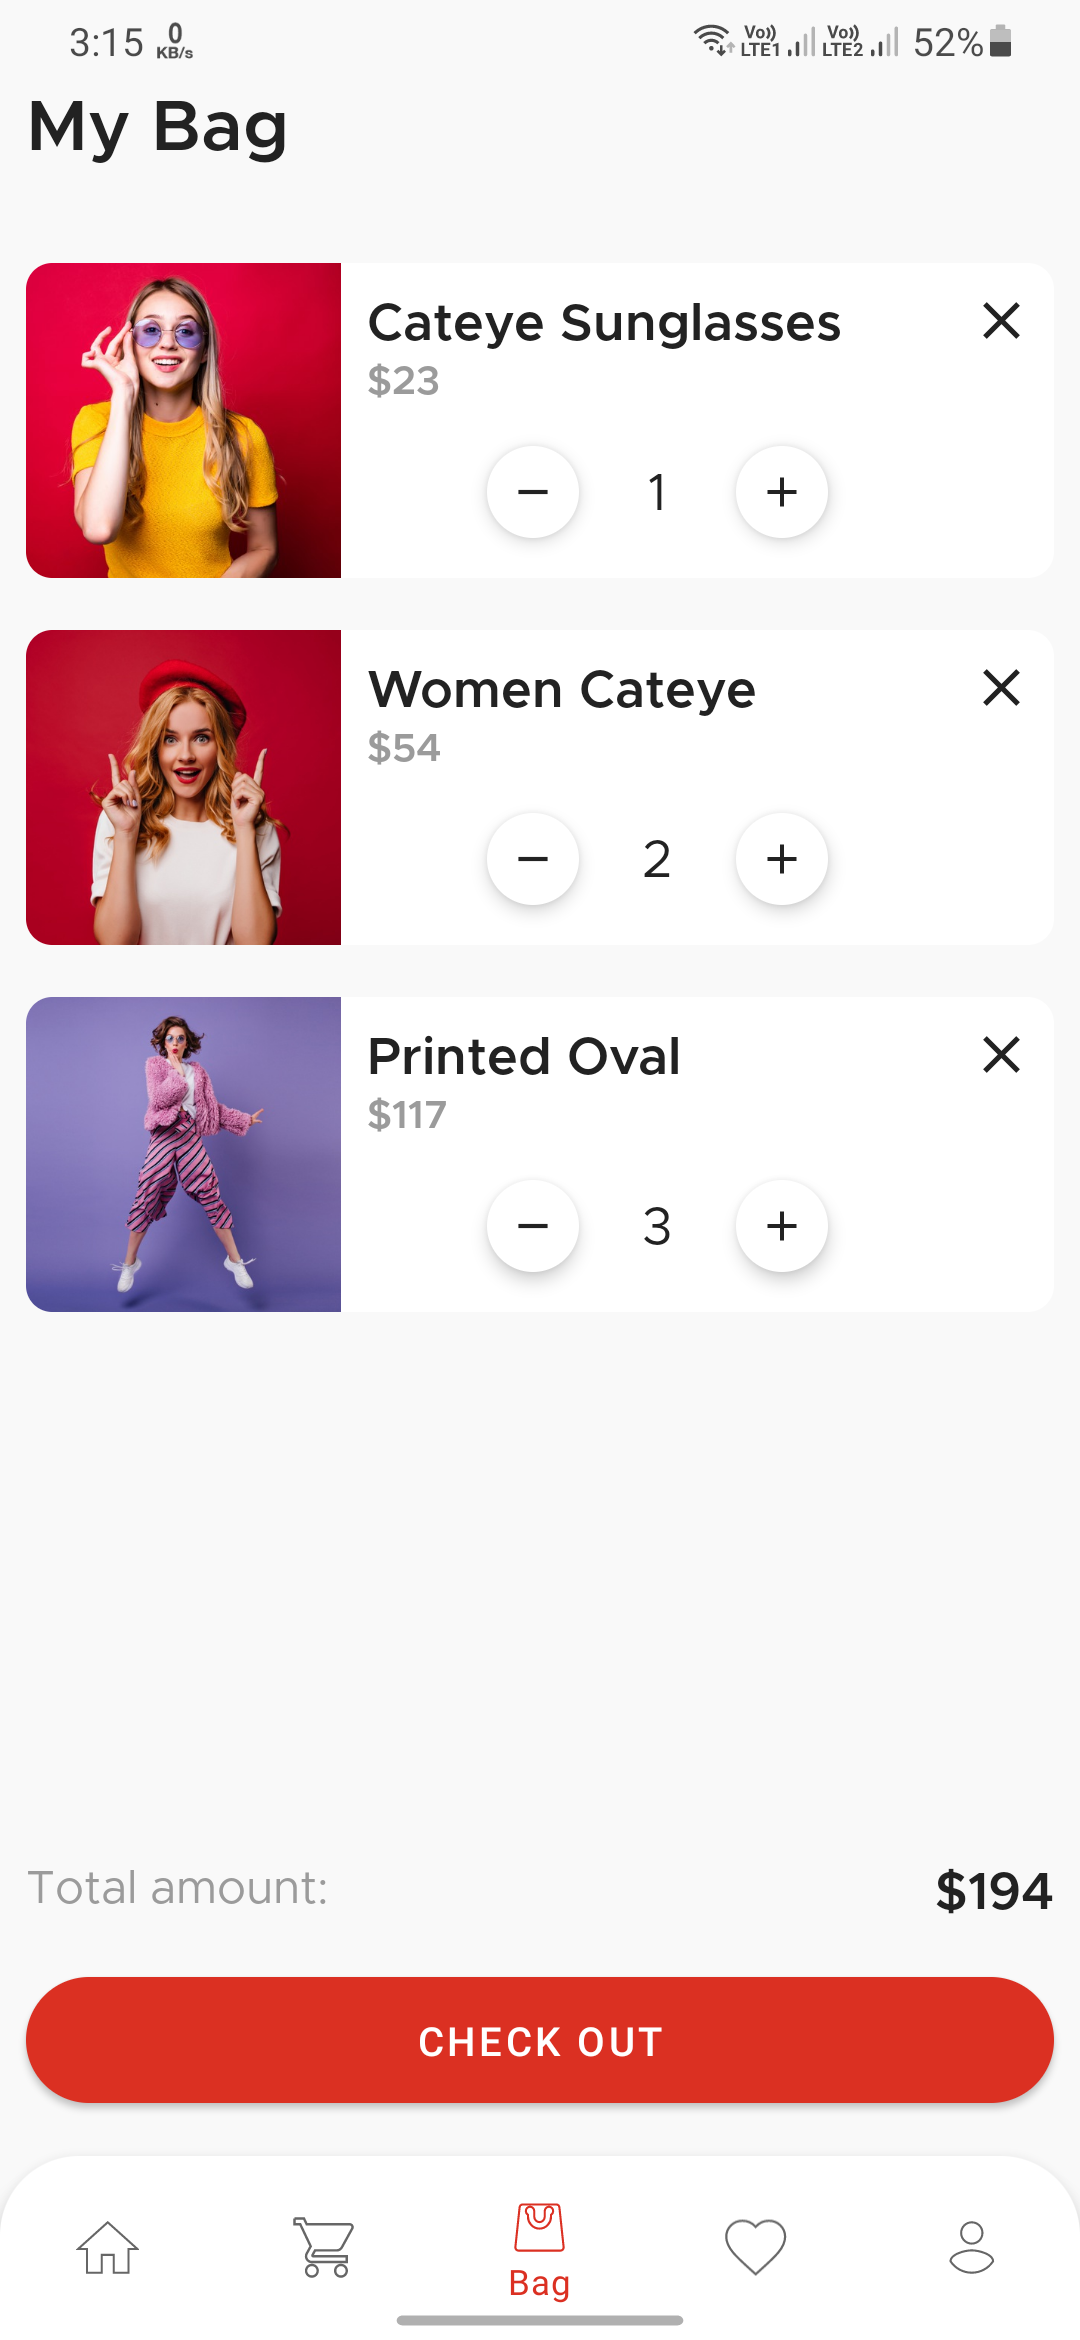 3:15 0 KB/s Vo)) LTE1 Vo)) LTE2 52%
My Bag
Cateye Sunglasses
$23
1
Women Cateye
$54
2
Printed Oval
$117
3
Total amount: $194
CHECK OUT
Bag